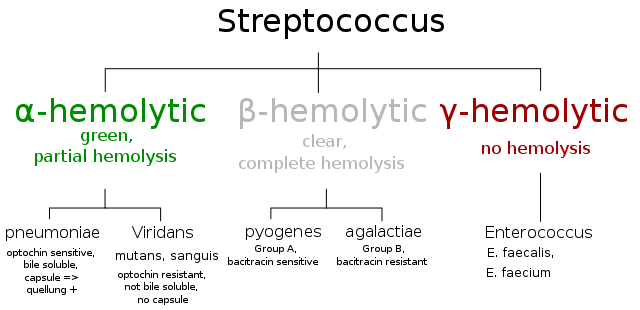 Streptococcus
α-hemolytic
green,
partial hemolysis
β-hemolytic
clear,
complete hemolysis
γ-hemolytic
no hemolysis
pneumoniae
optochin sensitive,
bile soluble,
capsule =>
quellung +
Viridans
mutans, sanguis
optochin resistant,
not bile soluble,
no capsule
pyogenes
Group A,
bacitracin sensitive
agalactiae
Group B,
bacitracin resistant
Enterococcus
E. faecalis,
E. faecium